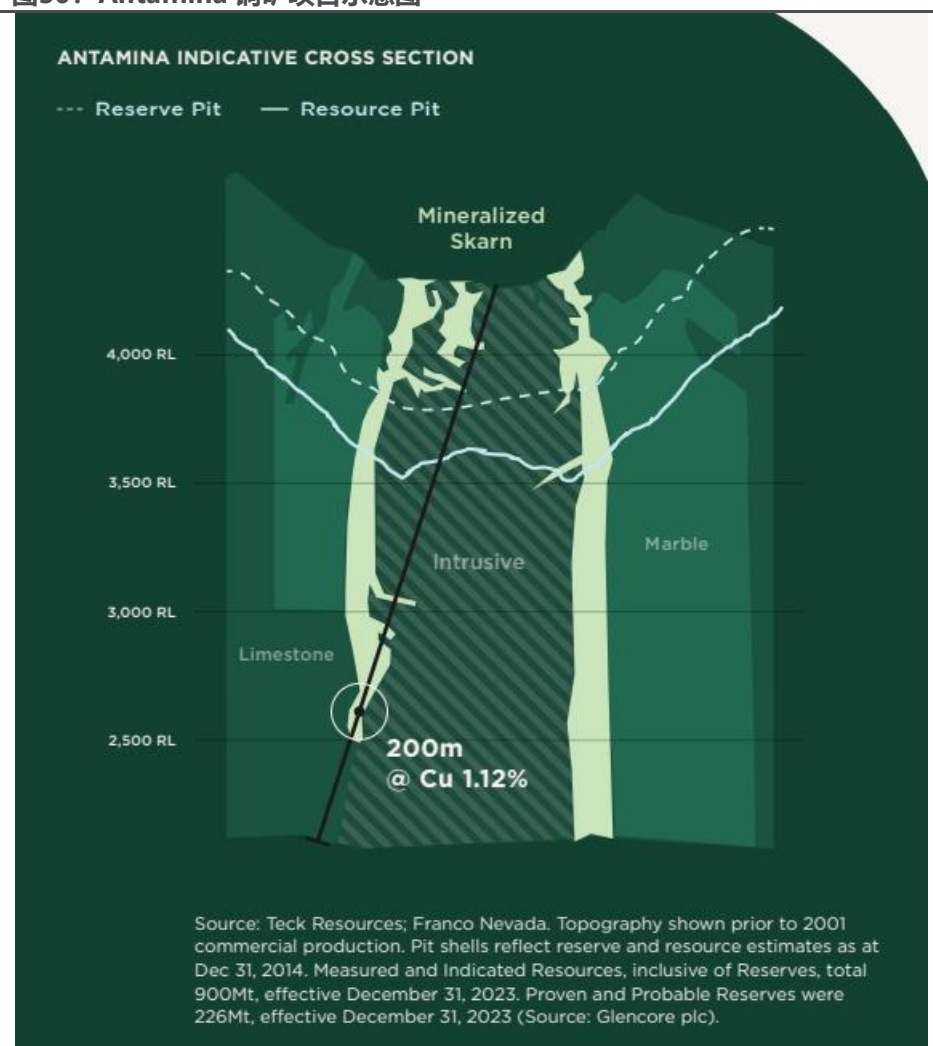 图50：Antamina 铜矿项目示意图
ANTAMINA INDICATIVE CROSS SECTION
Reserve Pit
Resource Pit
Mineralized
Skarn
4,000 RL
3,500 RL
Marble
Intrusive
3,000 RL
Limestone
2,500 RL
200m
@ Cu 1.12%
Source: Teck Resources; Franco Nevada. Topography shown prior to 2001
commercial production. Pit shells reflect reserve and resource estimates as at
Dec 31, 2014. Measured and Indicated Resources, inclusive of Reserves, total
900Mt, effective December 31, 2023. Proven and Probable Reserves were
226Mt, effective December 31, 2023 (Source: Glencore plc).